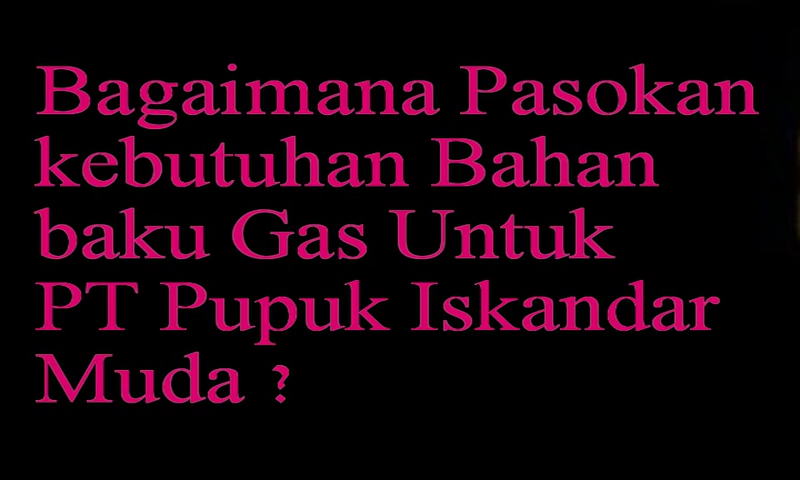 Bagaimana Pasokan
kebutuhan Bahan
baku Gas Untuk
PT Pupuk Iskandar
Muda ?